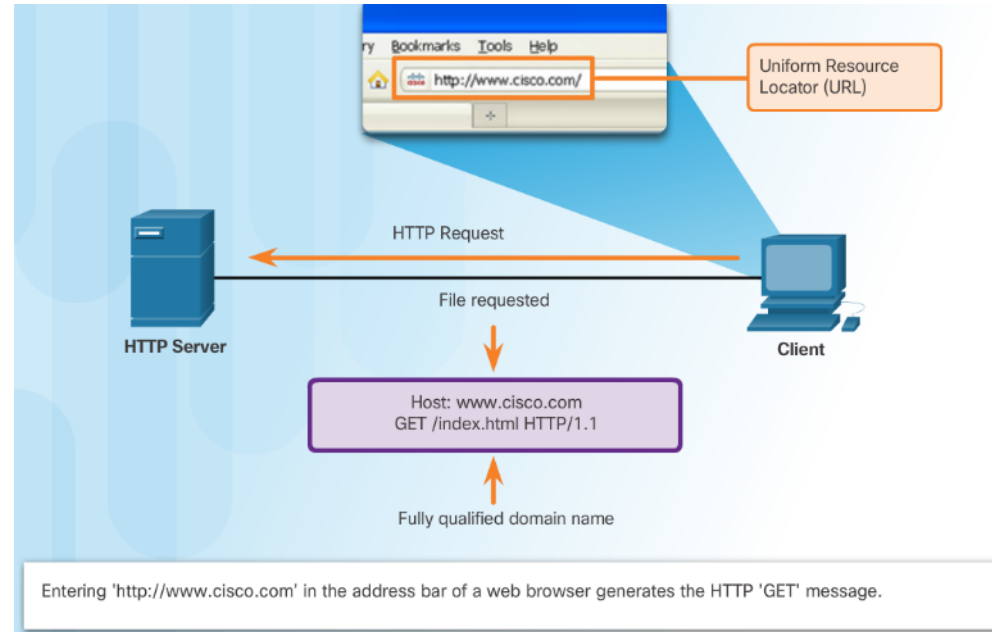 ry Bookmarks Tools Help
cisco http://www.cisco.com/
Uniform Resource
Locator (URL)
HTTP Request
File requested
HTTP Server
Client
Host: www.cisco.com
GET /index.html HTTP/1.1
Fully qualified domain name
Entering 'http://www.cisco.com' in the address bar of a web browser generates the HTTP 'GET' message.